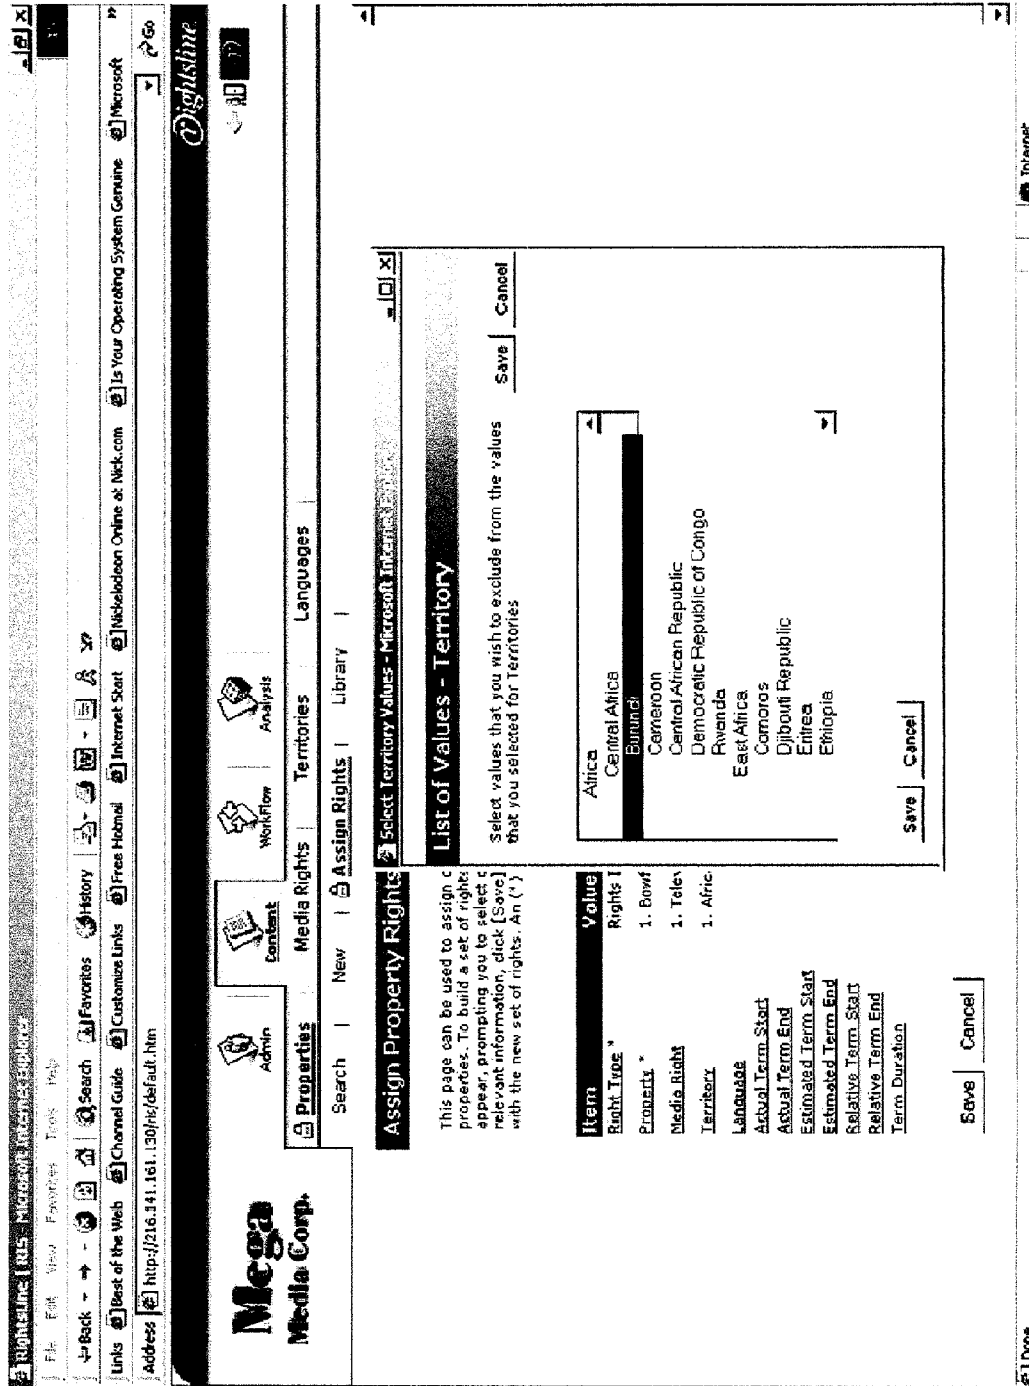 Rightsline | RIS - Microsoft Internet Explorer
File Edit View Favorites Tools Help
Back Search Favorites History
Links Best of the Web Channel Guide Customize Links Free Hotmail Internet Start Nickelodeon Online at Nick.com Is Your Operating System Genuine Microsoft »
Address http://216.141.161.130/ris/default.htm Go
Rightsline
Mega
Media Corp.
Admin Content WorkFlow Analysis
Properties Media Rights | Territories | Languages |
Search | New | Assign Rights | Library |
Assign Property Rights
This page can be used to assign
properties. To build a set of rights
appear, prompting you to select
relevant information, click [Save]
with the new set of rights. An (*)
Item Value
Right Type * Rights
Property * 1.
Media Right 1. Telev
Territory 1. Afric
Language
Actual Term Start
Actual Term End
Estimated Term Start
Estimated Term End
Relative Term Start
Relative Term End
Term Duration
Save Cancel
Select Territory Values - Microsoft Internet
List of Values - Territory
Select values that you wish to exclude from the values
that you selected for Territories
Save Cancel
Africa
Central Africa
Burundi
Cameroon
Central African Republic
Democratic Republic of Congo
Rwanda
East Africa
Comoros
Djibouti Republic
Eritrea
Ethiopia
Save Cancel
Done Internet